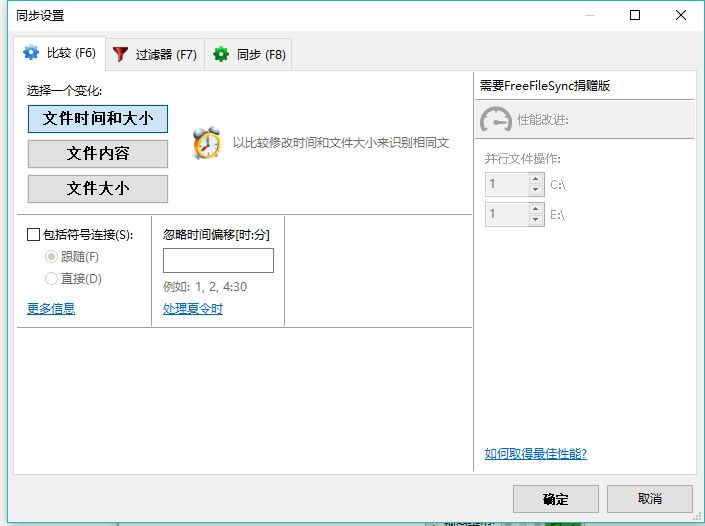 同步设置
比较 (F6)
过滤器 (F7)
同步 (F8)
选择一个变化:
文件时间和大小
文件内容
文件大小
以比较修改时间和文件大小来识别相同文
包括符号连接(S):
跟随(F)
直接(D)
更多信息
忽略时间偏移[时:分]
例如: 1, 2, 4:30
处理夏令时
需要FreeFileSync捐赠版
性能改进:
并行文件操作:
1 C:\
1 E:\
如何取得最佳性能?
确定
取消